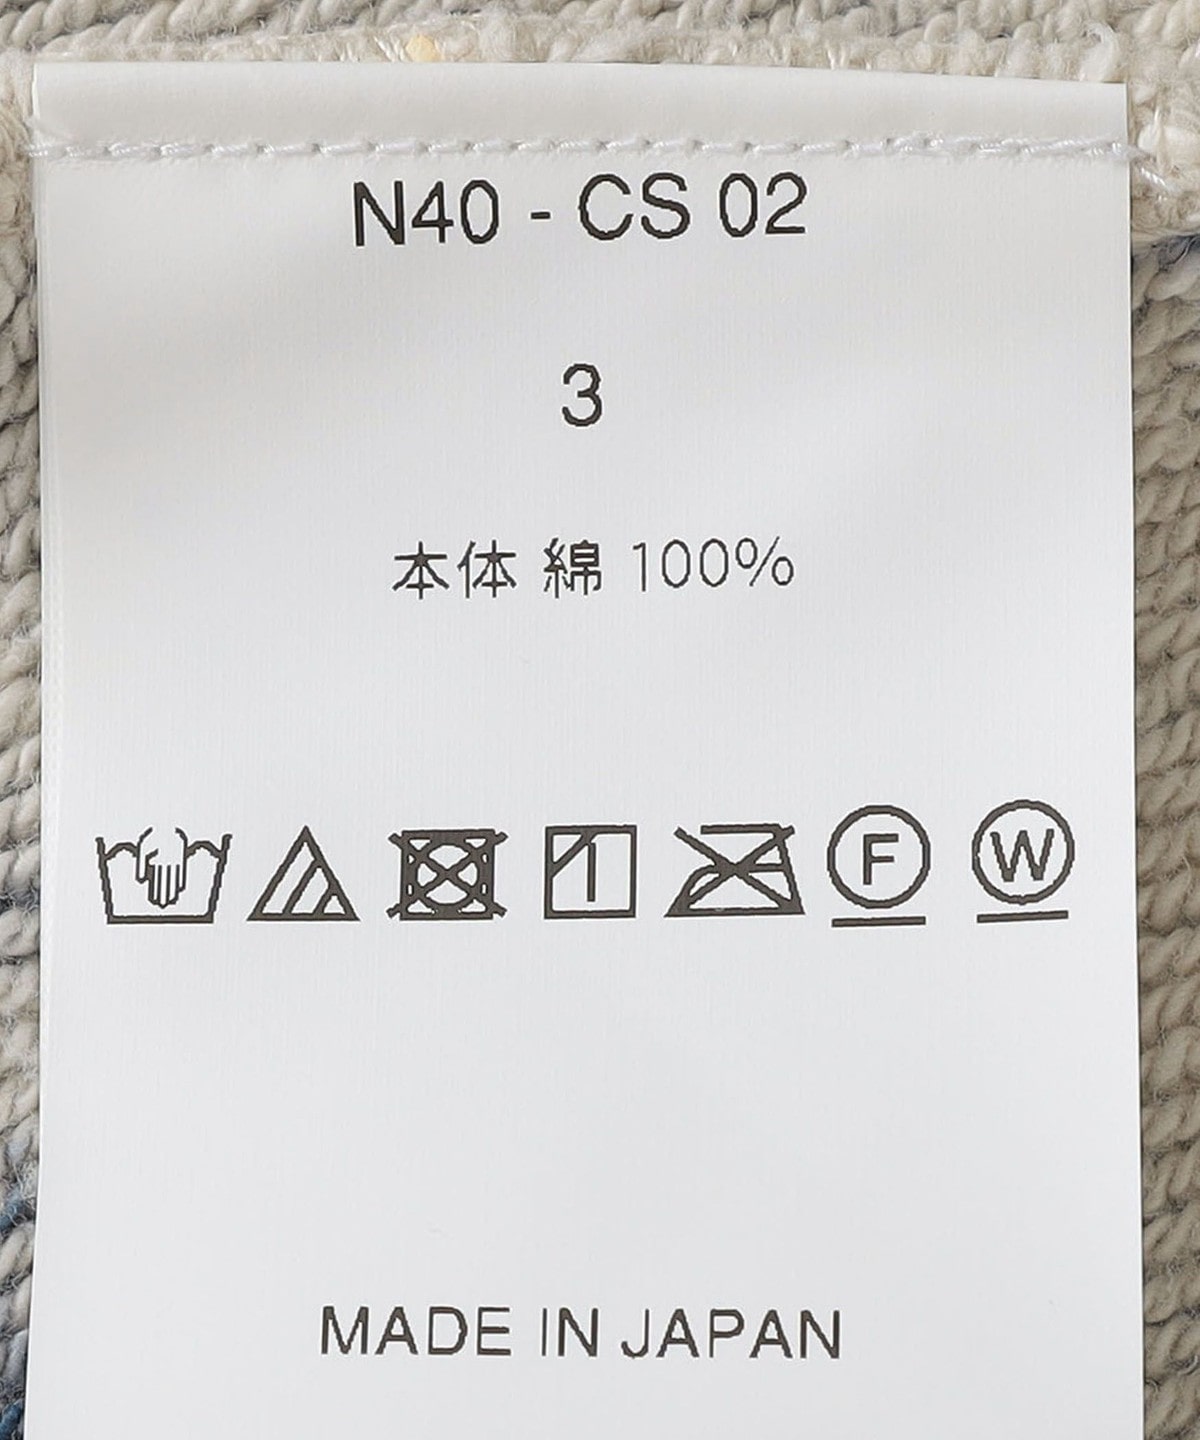 N40 - CS 02
3
本体 綿 100%
F W
MADE IN JAPAN